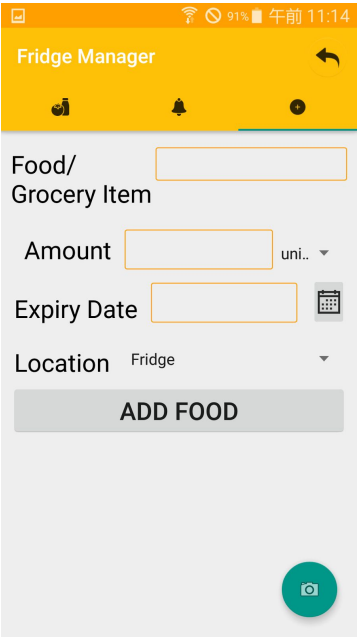 91% 午前 11:14
Fridge Manager
Food/
Grocery Item
Amount
uni..
Expiry Date
Location Fridge
ADD FOOD